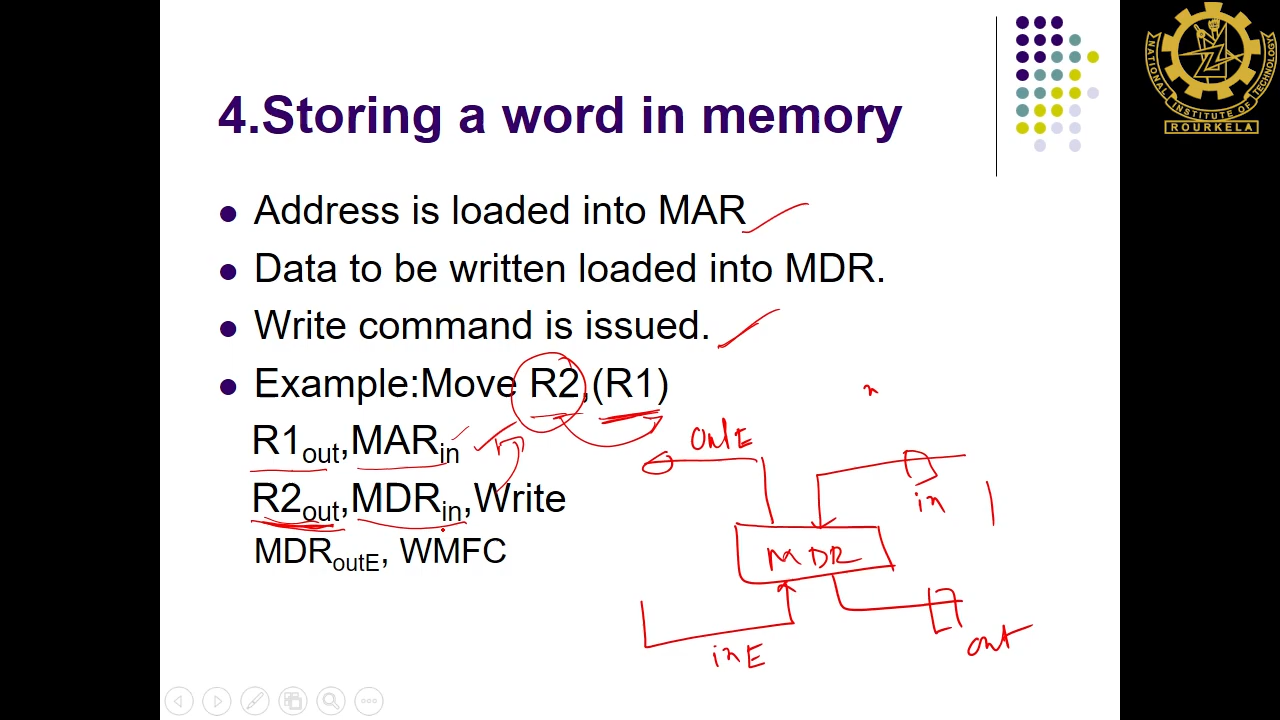 4.Storing a word in memory
Address is loaded into MAR
Data to be written loaded into MDR.
Write command is issued.
Example:Move R2,(R1)
R1out,MARin
R2out,MDRin,Write
MDRoutE, WMFC
outE
in
MDR
inE
out
NATIONAL INSTITUTE OF TECHNOLOGY
ROURKELA